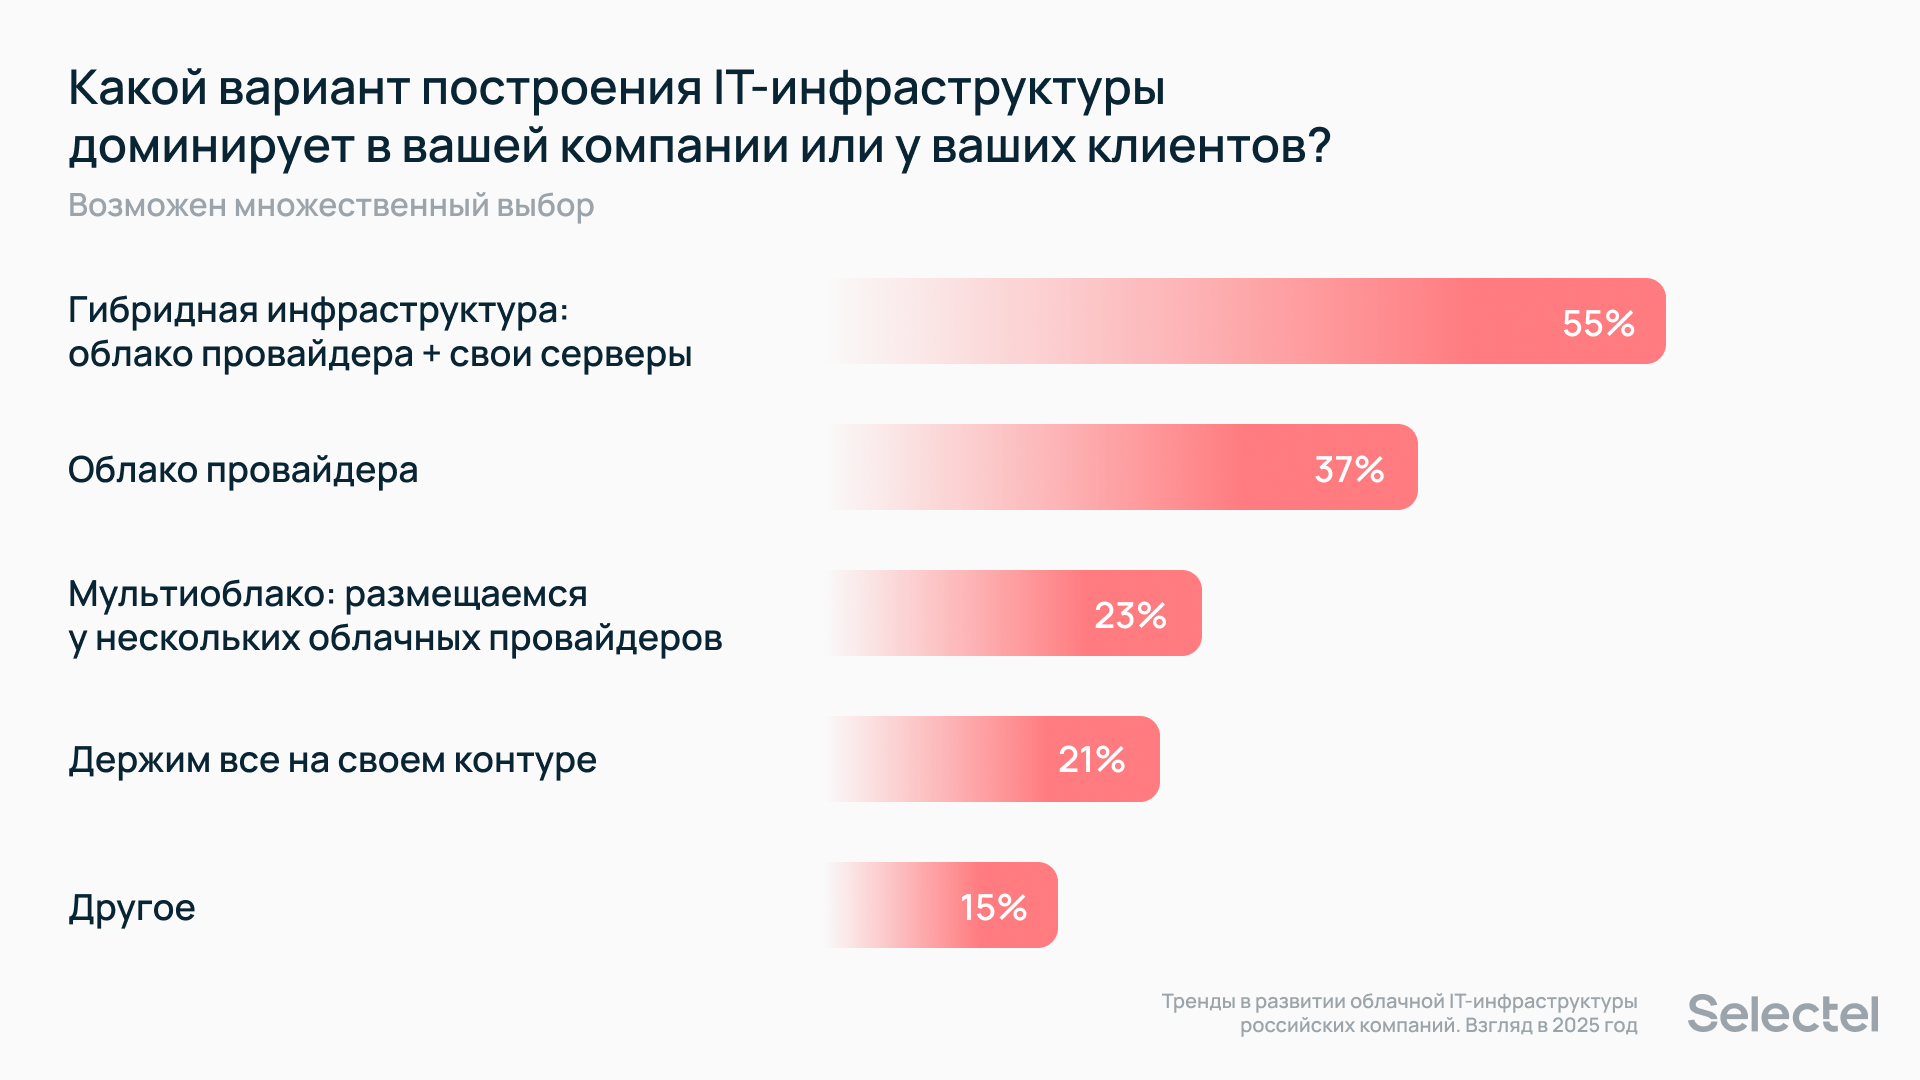 Какой вариант построения IT-инфраструктуры
доминирует в вашей компании или у ваших клиентов?
Возможен множественный выбор
Гибридная инфраструктура:
облако провайдера + свои серверы
55%
Облако провайдера
37%
Мультиоблако: размещаемся
у нескольких облачных провайдеров
23%
Держим все на своем контуре
21%
Другое
15%
Тренды в развитии облачной IT-инфраструктуры
российских компаний. Взгляд в 2025 год
Selectel